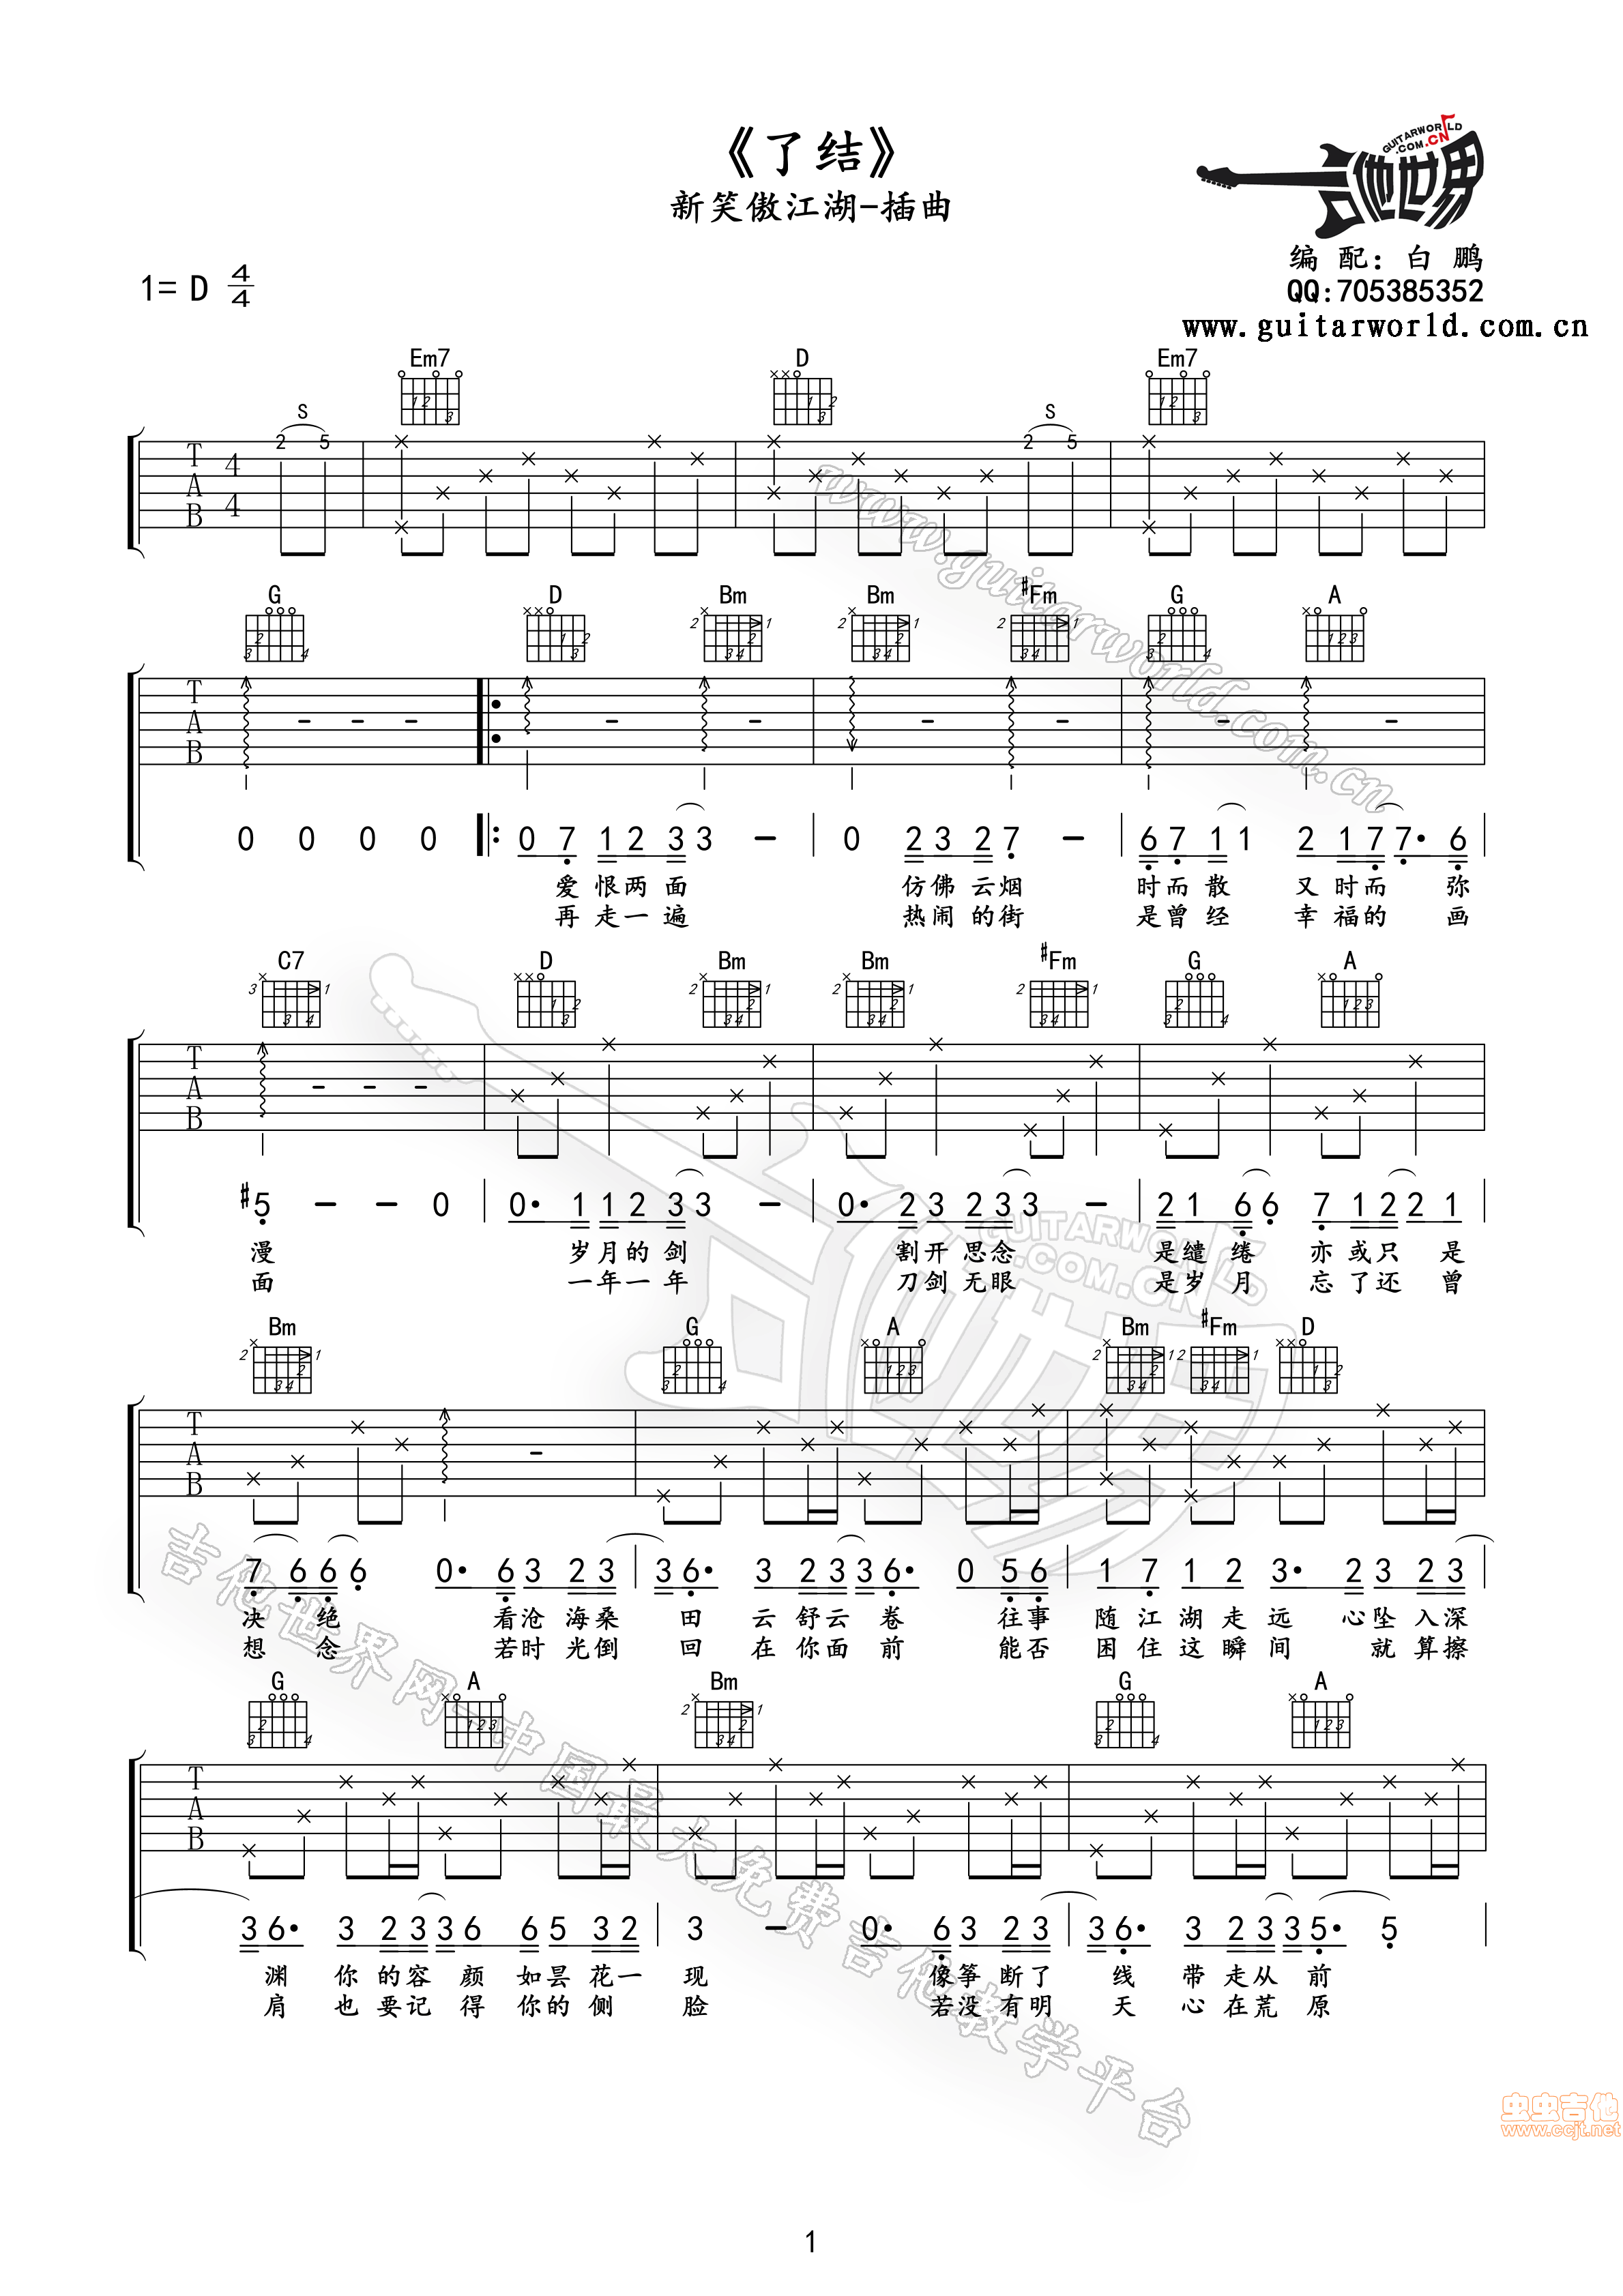 《了结》
新笑傲江湖-插曲
GUITARWORLD
.COM.CN
吉他世界
编 配：白 鹏
QQ:705385352
www.guitarworld.com.cn
1= D 4/4
Em7 D Em7
S S
2 5 2 5
T A B 4 4
G D Bm Bm #Fm G A
T A B
0 0 0 0 0 7 1 2 3 3 - 0 2 3 2 7 - 6 7 1 1 2 1 7 7· 6
爱 恨 两 面 仿 佛 云 烟 时 而 散 又 时 而 弥
再 走 一 遍 热 闹 的 街 是 曾 经 幸 福 的 画
C7 D Bm Bm #Fm G A
T A B
#5 - - 0 0· 1 1 2 3 3 - 0· 2 3 2 3 3 - 2 1 6 6 7 1 2 2 1
漫 岁 月 的 剑 割 开 思 念 是 缱 绻 亦 或 只 是
面 一 年 一 年 刀 剑 无 眼 是 岁 月 忘 了 还 曾
Bm G A Bm #Fm D
T A B
7 6 6 6 0· 6 3 2 3 3 6· 3 2 3 3 6· 0 5 6 1 7 1 2 3· 2 3 2 3
决 绝 看 沧 海 桑 田 云 舒 云 卷 往 事 随 江 湖 走 远 心 坠 入 深
想 念 若 时 光 倒 回 在 你 面 前 能 否 困 住 这 瞬 间 就 算 擦
G A Bm G A
T A B
3 6· 3 2 3 3 6 6 5 3 2 3 - 0· 6 3 2 3 3 6· 3 2 3 3 5· 5
渊 你 的 容 颜 如 昙 花 一 现 像 筝 断 了 线 带 走 从 前
肩 也 要 记 得 你 的 侧 脸 若 没 有 明 天 心 在 荒 原
www.guitarworld.com.cn
GUITARWORLD
.COM.CN
吉他世界
吉他世界网-中国最大免费吉他教学平台
虫虫吉他
www.ccjt.net
1